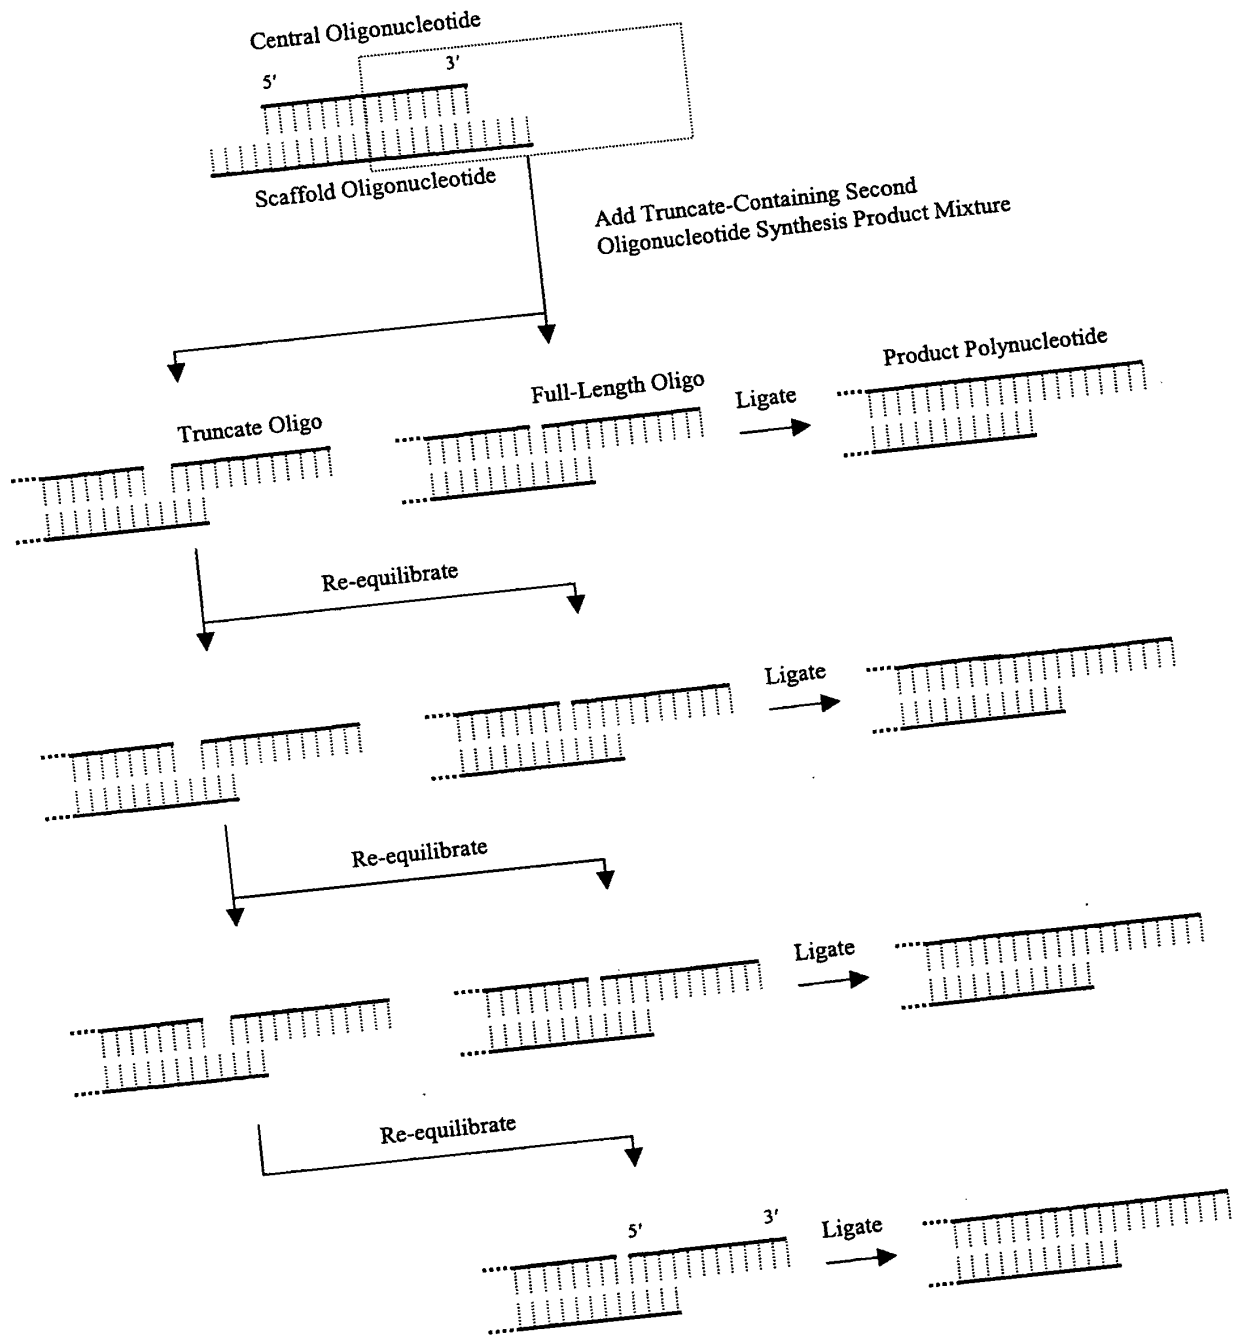 Central Oligonucleotide
5′
3′
Scaffold Oligonucleotide
Add Truncate-Containing Second
Oligonucleotide Synthesis Product Mixture
Truncate Oligo
Full-Length Oligo
Ligate
Product Polynucleotide
Re-equilibrate
Ligate
Re-equilibrate
Ligate
Re-equilibrate
5′
3′
Ligate